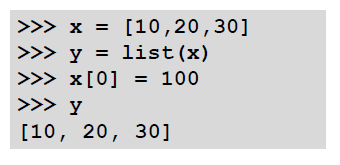 >>> x = [10,20,30]
>>> y = list(x)
>>> x[0] = 100
>>> y
[10, 20, 30]